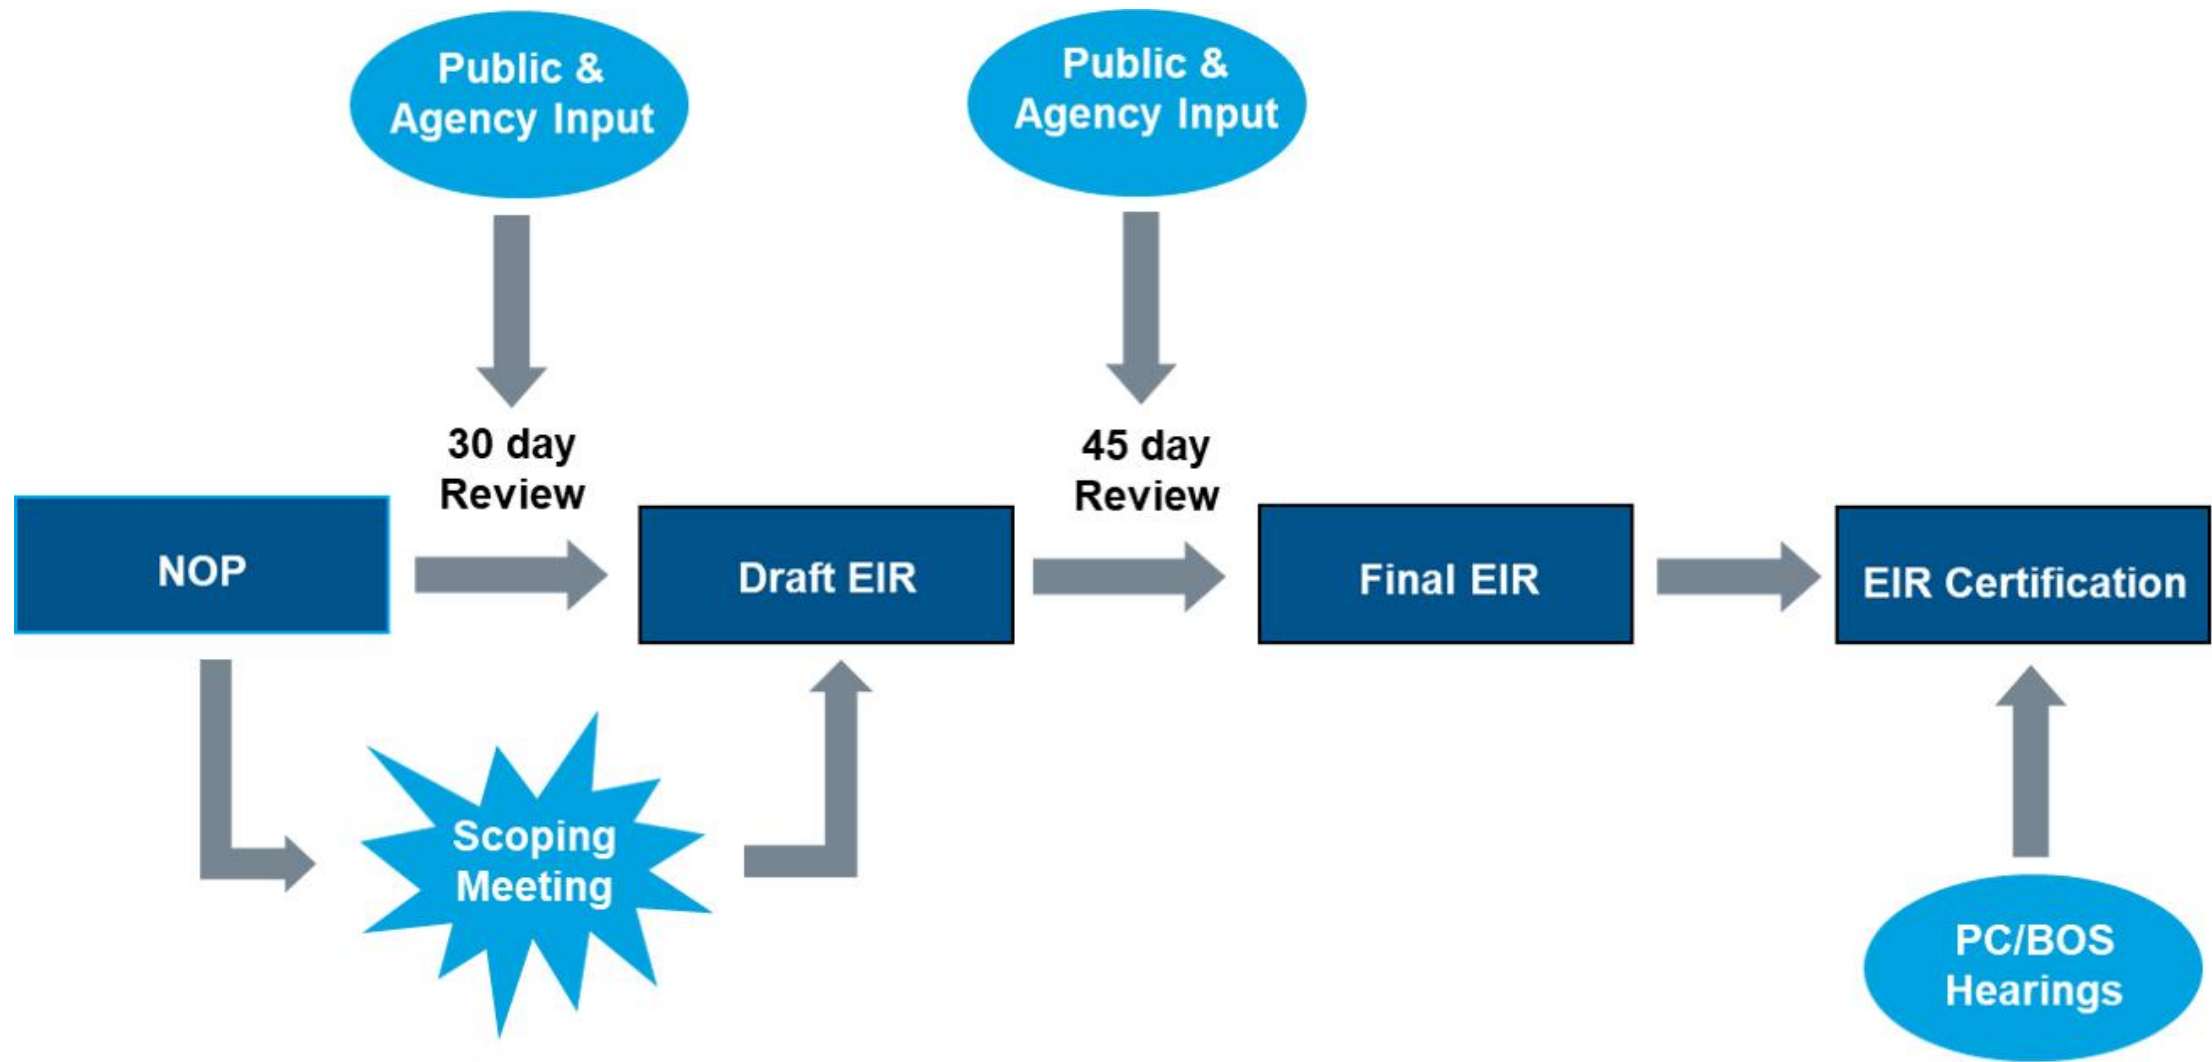 Public &
Agency Input
Public &
Agency Input
30 day
Review
45 day
Review
NOP
Draft EIR
Final EIR
EIR Certification
Scoping
Meeting
PC/BOS
Hearings